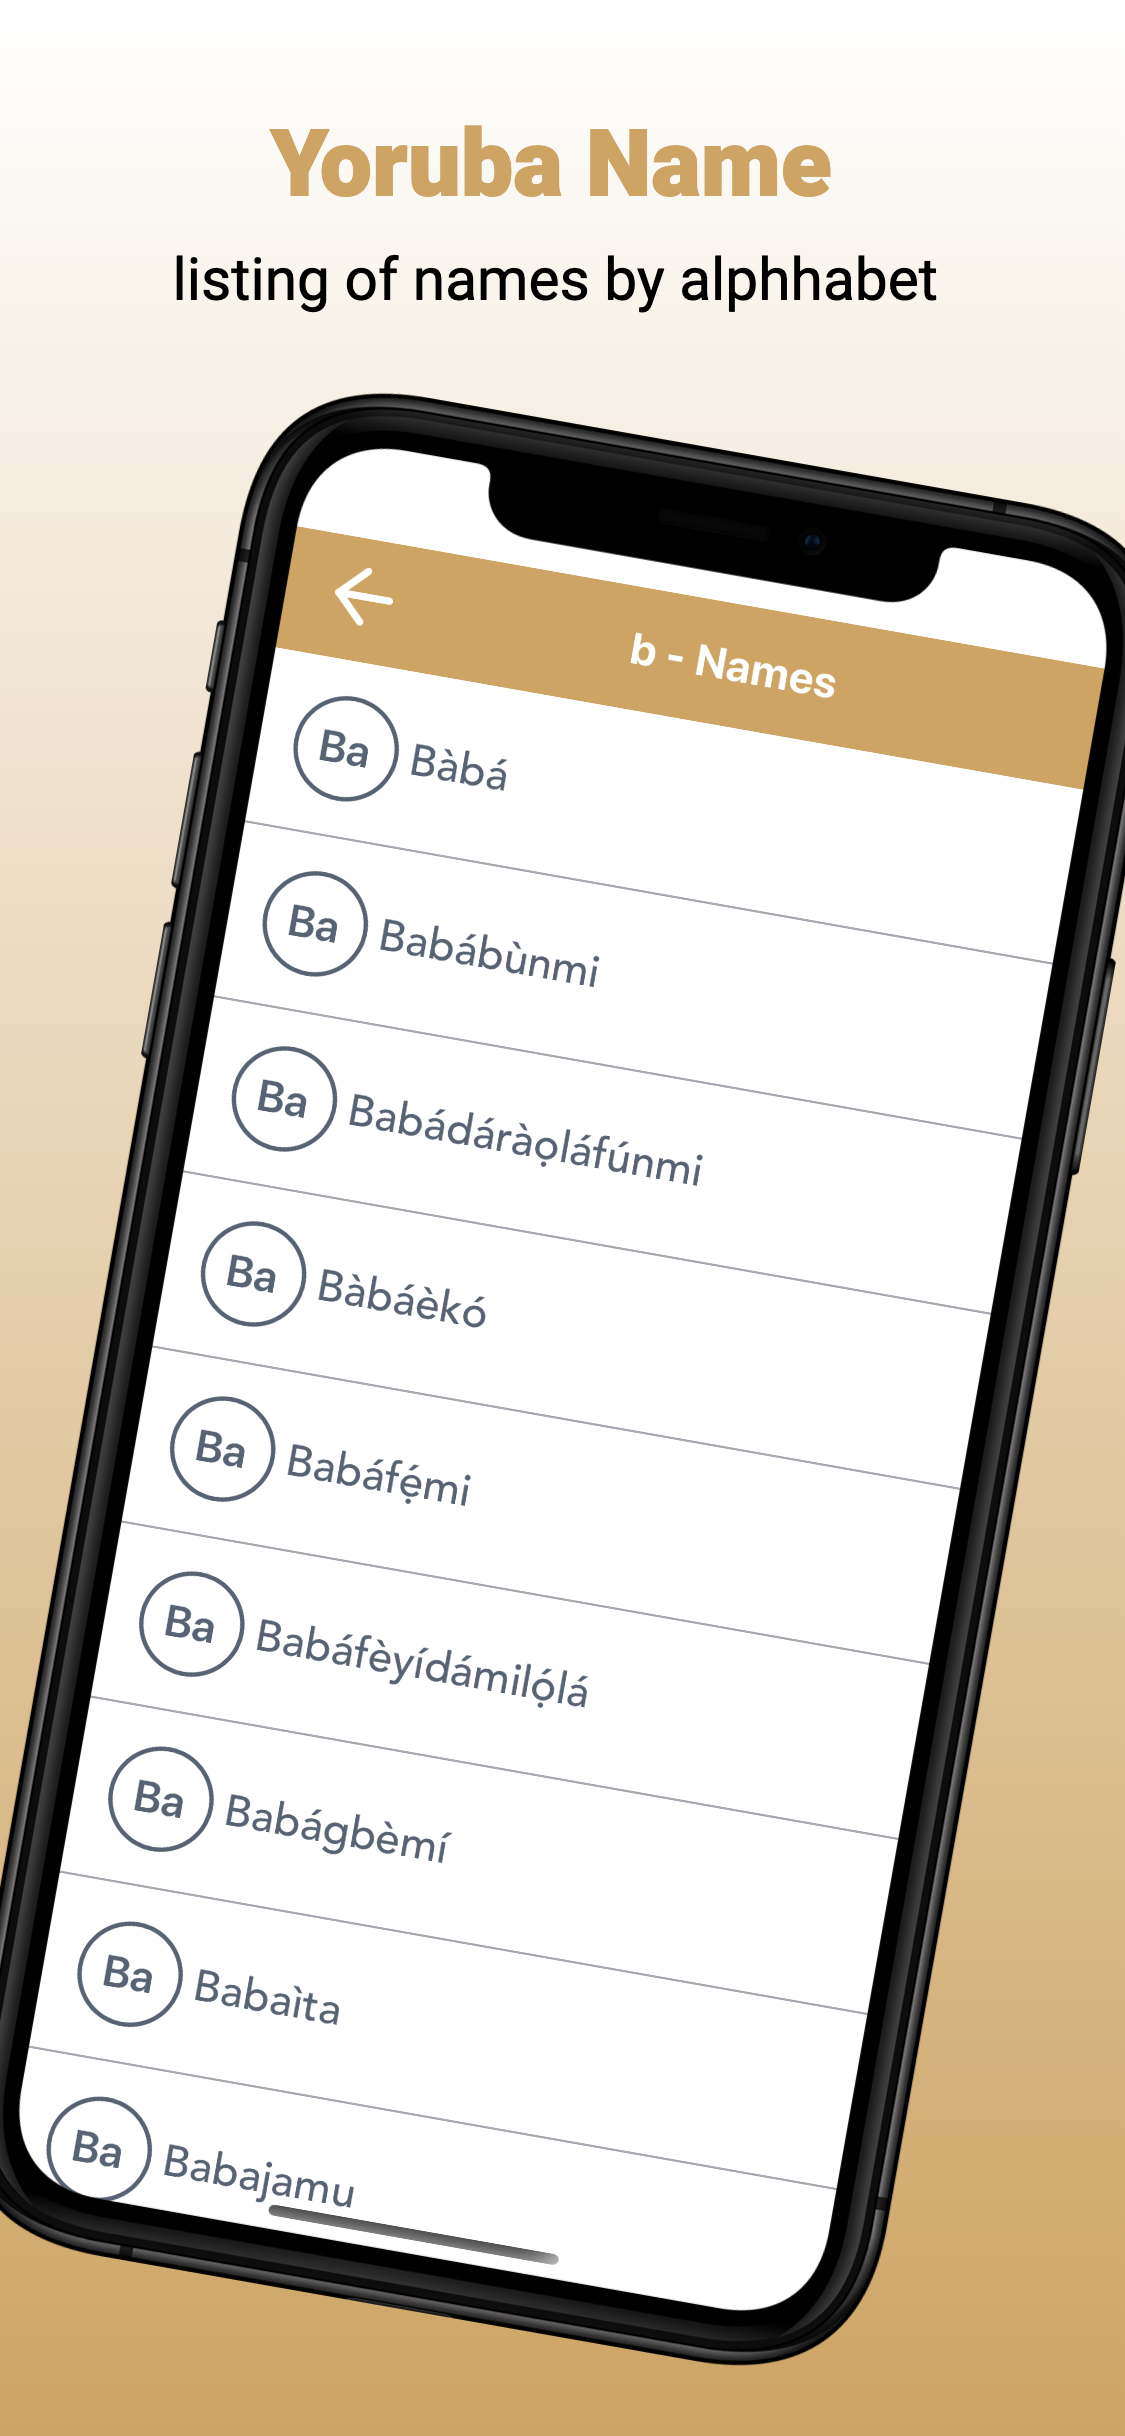 Yoruba Name
listing of names by alphhabet
b - Names
Ba Bàbá
Ba Babábùnmi
Ba Babádáràọláfúnmi
Ba Bàbáèkó
Ba Babáfẹ́mi
Ba Babáfèyídámilọ́lá
Ba Babágbèmí
Ba Babaìta
Ba Babajamu